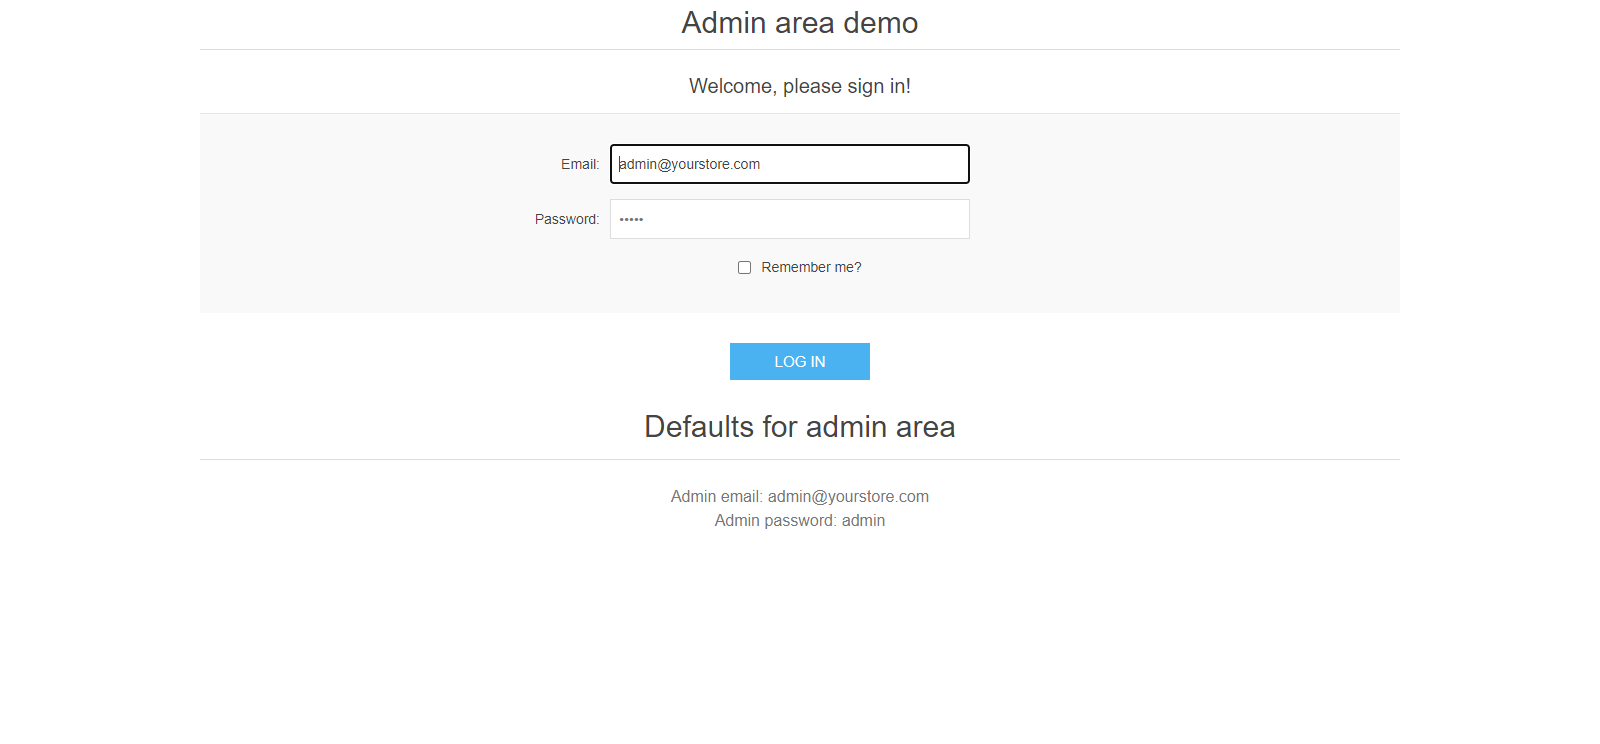 Admin area demo
Welcome, please sign in!
Email: admin@yourstore.com
Password: •••••
Remember me?
LOG IN
Defaults for admin area
Admin email: admin@yourstore.com
Admin password: admin